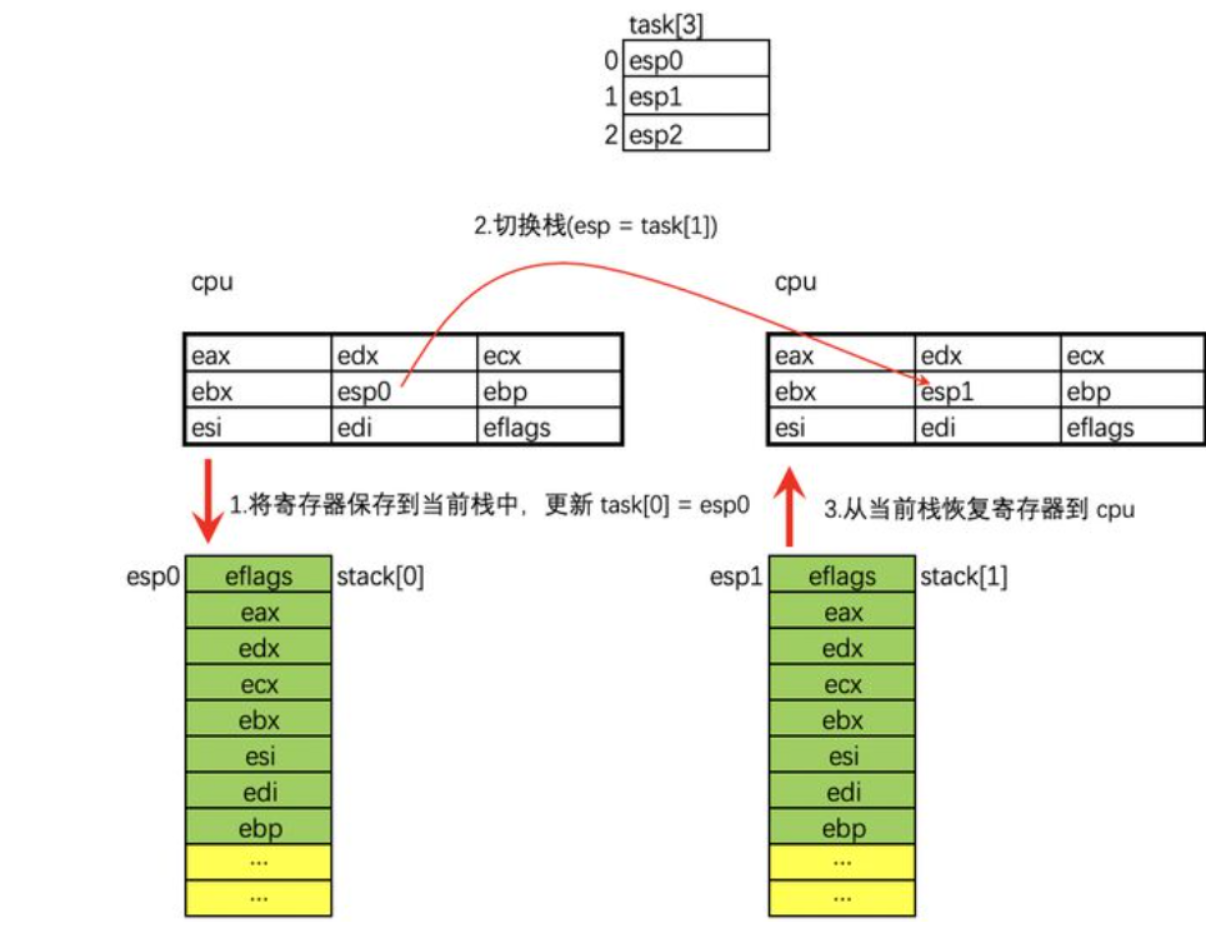 task[3]
0 esp0
1 esp1
2 esp2
2.切换栈(esp = task[1])
cpu
eax edx ecx
ebx esp0 ebp
esi edi eflags
cpu
eax edx ecx
ebx esp1 ebp
esi edi eflags
1.将寄存器保存到当前栈中，更新 task[0] = esp0
3.从当前栈恢复寄存器到 cpu
esp0 eflags stack[0]
eax
edx
ecx
ebx
esi
edi
ebp
...
...
esp1 eflags stack[1]
eax
edx
ecx
ebx
esi
edi
ebp
...
...